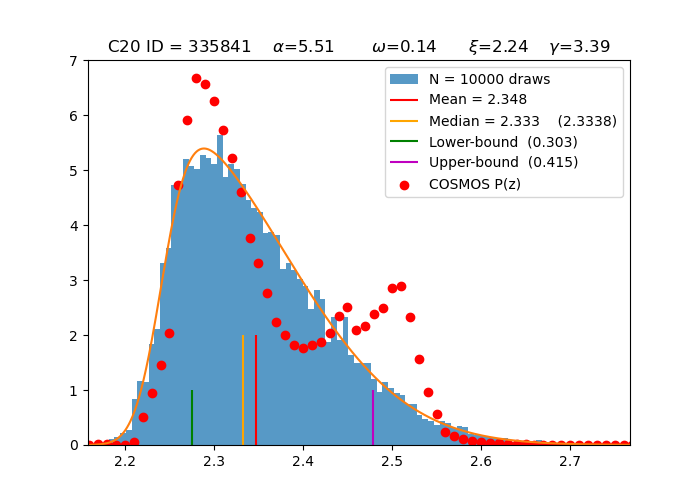 C20 ID = 335841 α=5.51 ω=0.14 ξ=2.24 γ=3.39
7
6
5
4
3
2
1
0
N = 10000 draws
Mean = 2.348
Median = 2.333 (2.3338)
Lower-bound (0.303)
Upper-bound (0.415)
COSMOS P(z)
2.2 2.3 2.4 2.5 2.6 2.7